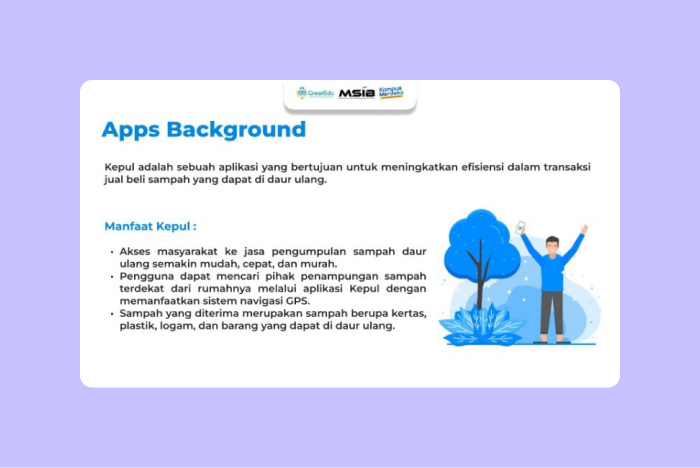 GreatEdu MSIB Kampus
Merdeka
Apps Background
Kepul adalah sebuah aplikasi yang bertujuan untuk meningkatkan efisiensi dalam transaksi
jual beli sampah yang dapat di daur ulang.
Manfaat Kepul :
• Akses masyarakat ke jasa pengumpulan sampah daur
ulang semakin mudah, cepat, dan murah.
• Pengguna dapat mencari pihak penampungan sampah
terdekat dari rumahnya melalui aplikasi Kepul dengan
memanfaatkan sistem navigasi GPS.
• Sampah yang diterima merupakan sampah berupa kertas,
plastik, logam, dan barang yang dapat di daur ulang.